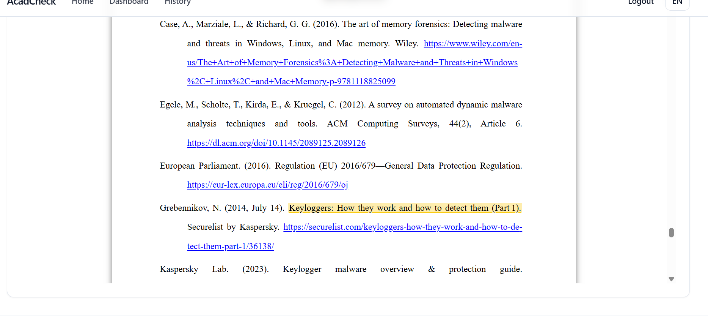 AcadCheck Home Dashboard History Logout EN
Case, A., Marziale, L., & Richard, G. G. (2016). The art of memory forensics: Detecting malware
and threats in Windows, Linux, and Mac memory. Wiley. https://www.wiley.com/en-
us/The+Art+of+Memory+Forensics%3A+Detecting+Malware+and+Threats+in+Windows
%2C+Linux%2C+and+Mac+Memory-p-9781118825099
Egele, M., Scholte, T., Kirda, E., & Kruegel, C. (2012). A survey on automated dynamic malware
analysis techniques and tools. ACM Computing Surveys, 44(2), Article 6.
https://dl.acm.org/doi/10.1145/2089125.2089126
European Parliament. (2016). Regulation (EU) 2016/679—General Data Protection Regulation.
https://eur-lex.europa.eu/eli/reg/2016/679/oj
Grebennikov, N. (2014, July 14). Keyloggers: How they work and how to detect them (Part 1).
Securelist by Kaspersky. https://securelist.com/keyloggers-how-they-work-and-how-to-de-
tect-them-part-1/36138/
Kaspersky Lab. (2023). Keylogger malware overview & protection guide.